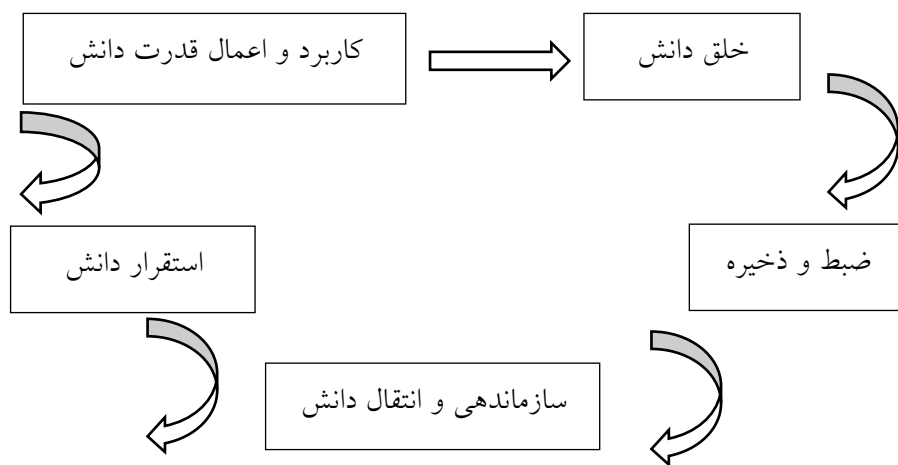 خلق دانش
کاربرد و اعمال قدرت دانش
ضبط و ذخیره
استقرار دانش
سازماندهی و انتقال دانش